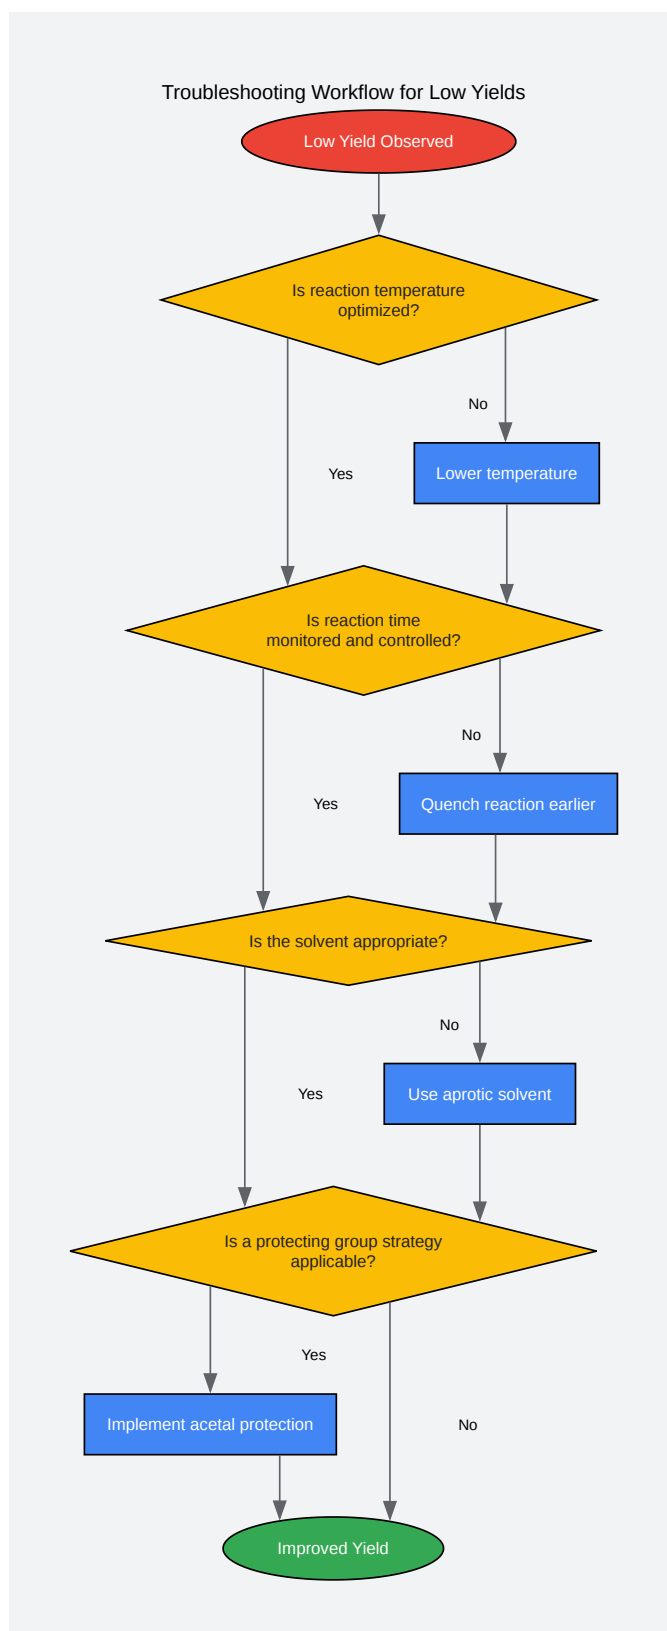 Troubleshooting Workflow for Low Yields
Low Yield Observed
Is reaction temperature
optimized?
No
Lower temperature
Yes
Is reaction time
monitored and controlled?
No
Quench reaction earlier
Yes
Is the solvent appropriate?
No
Use aprotic solvent
Yes
Is a protecting group strategy
applicable?
Yes
Implement acetal protection
No
Improved Yield